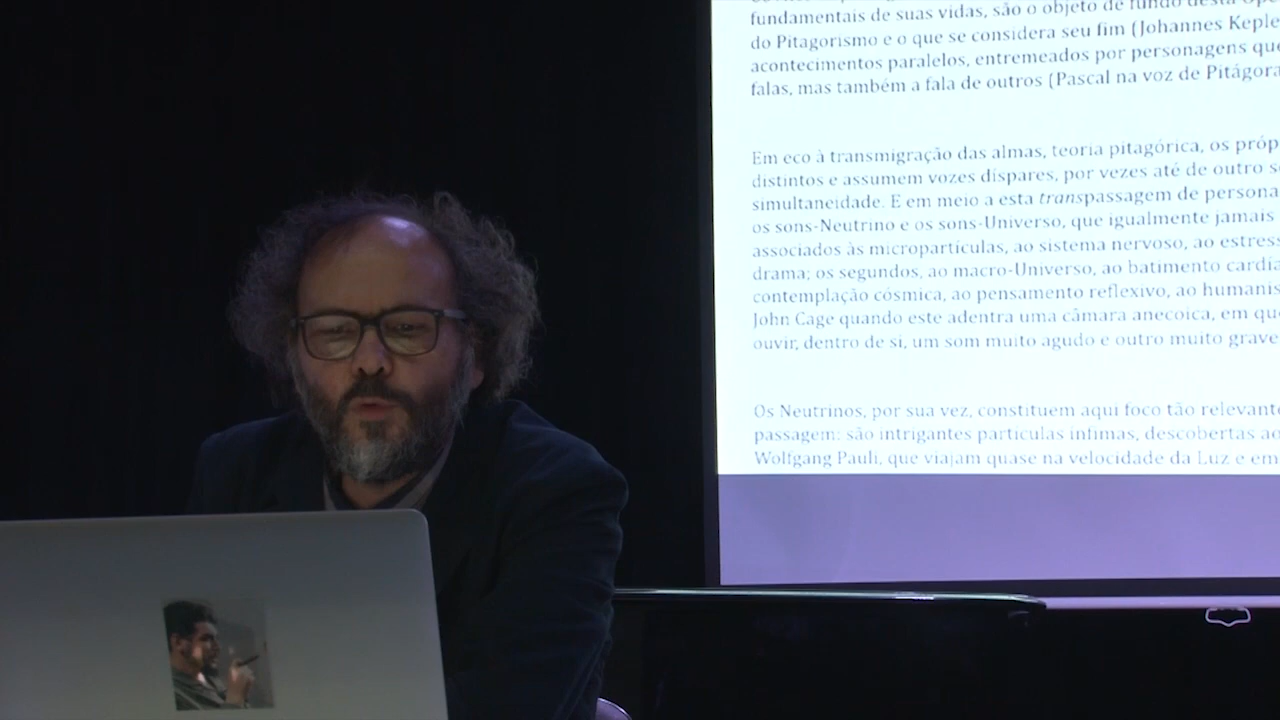 fundamentais de suas vidas, são o objeto de fundo desta
do Pitagorismo e o que se considera seu fim (Johannes Keple
acontecimentos paralelos, entremeados por personagens que
falas, mas também a fala de outros (Pascal na voz de Pitágora
Em eco à transmigração das almas, teoria pitagórica, os próp
distintos e assumem vozes díspares, por vezes até de outro s
simultaneidade. E em meio a esta transpassagem de persona
os sons-Neutrino e os sons-Universo, que igualmente jamais
associados às micropartículas, ao sistema nervoso, ao estress
drama; os segundos, ao macro-Universo, ao batimento cardía
contemplação cósmica, ao pensamento reflexivo, ao humanis
John Cage quando este adentra uma câmara anecoica, em que
ouvir, dentro de si, um som muito agudo e outro muito grave
Os Neutrinos, por sua vez, constituem aqui foco tão relevante
passagem: são intrigantes partículas ínfimas, descobertas ao
Wolfgang Pauli, que viajam quase na velocidade da Luz e em